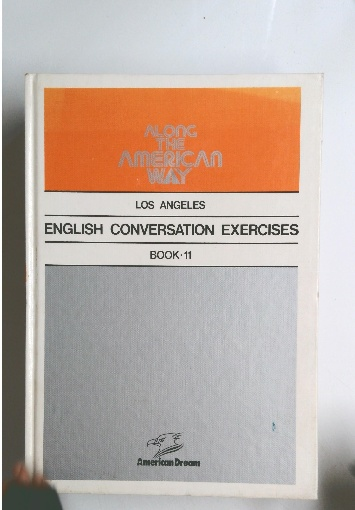 ALONG
THE
AMERICAN
WAY
LOS ANGELES
ENGLISH CONVERSATION EXERCISES
BOOK·11
American Dream